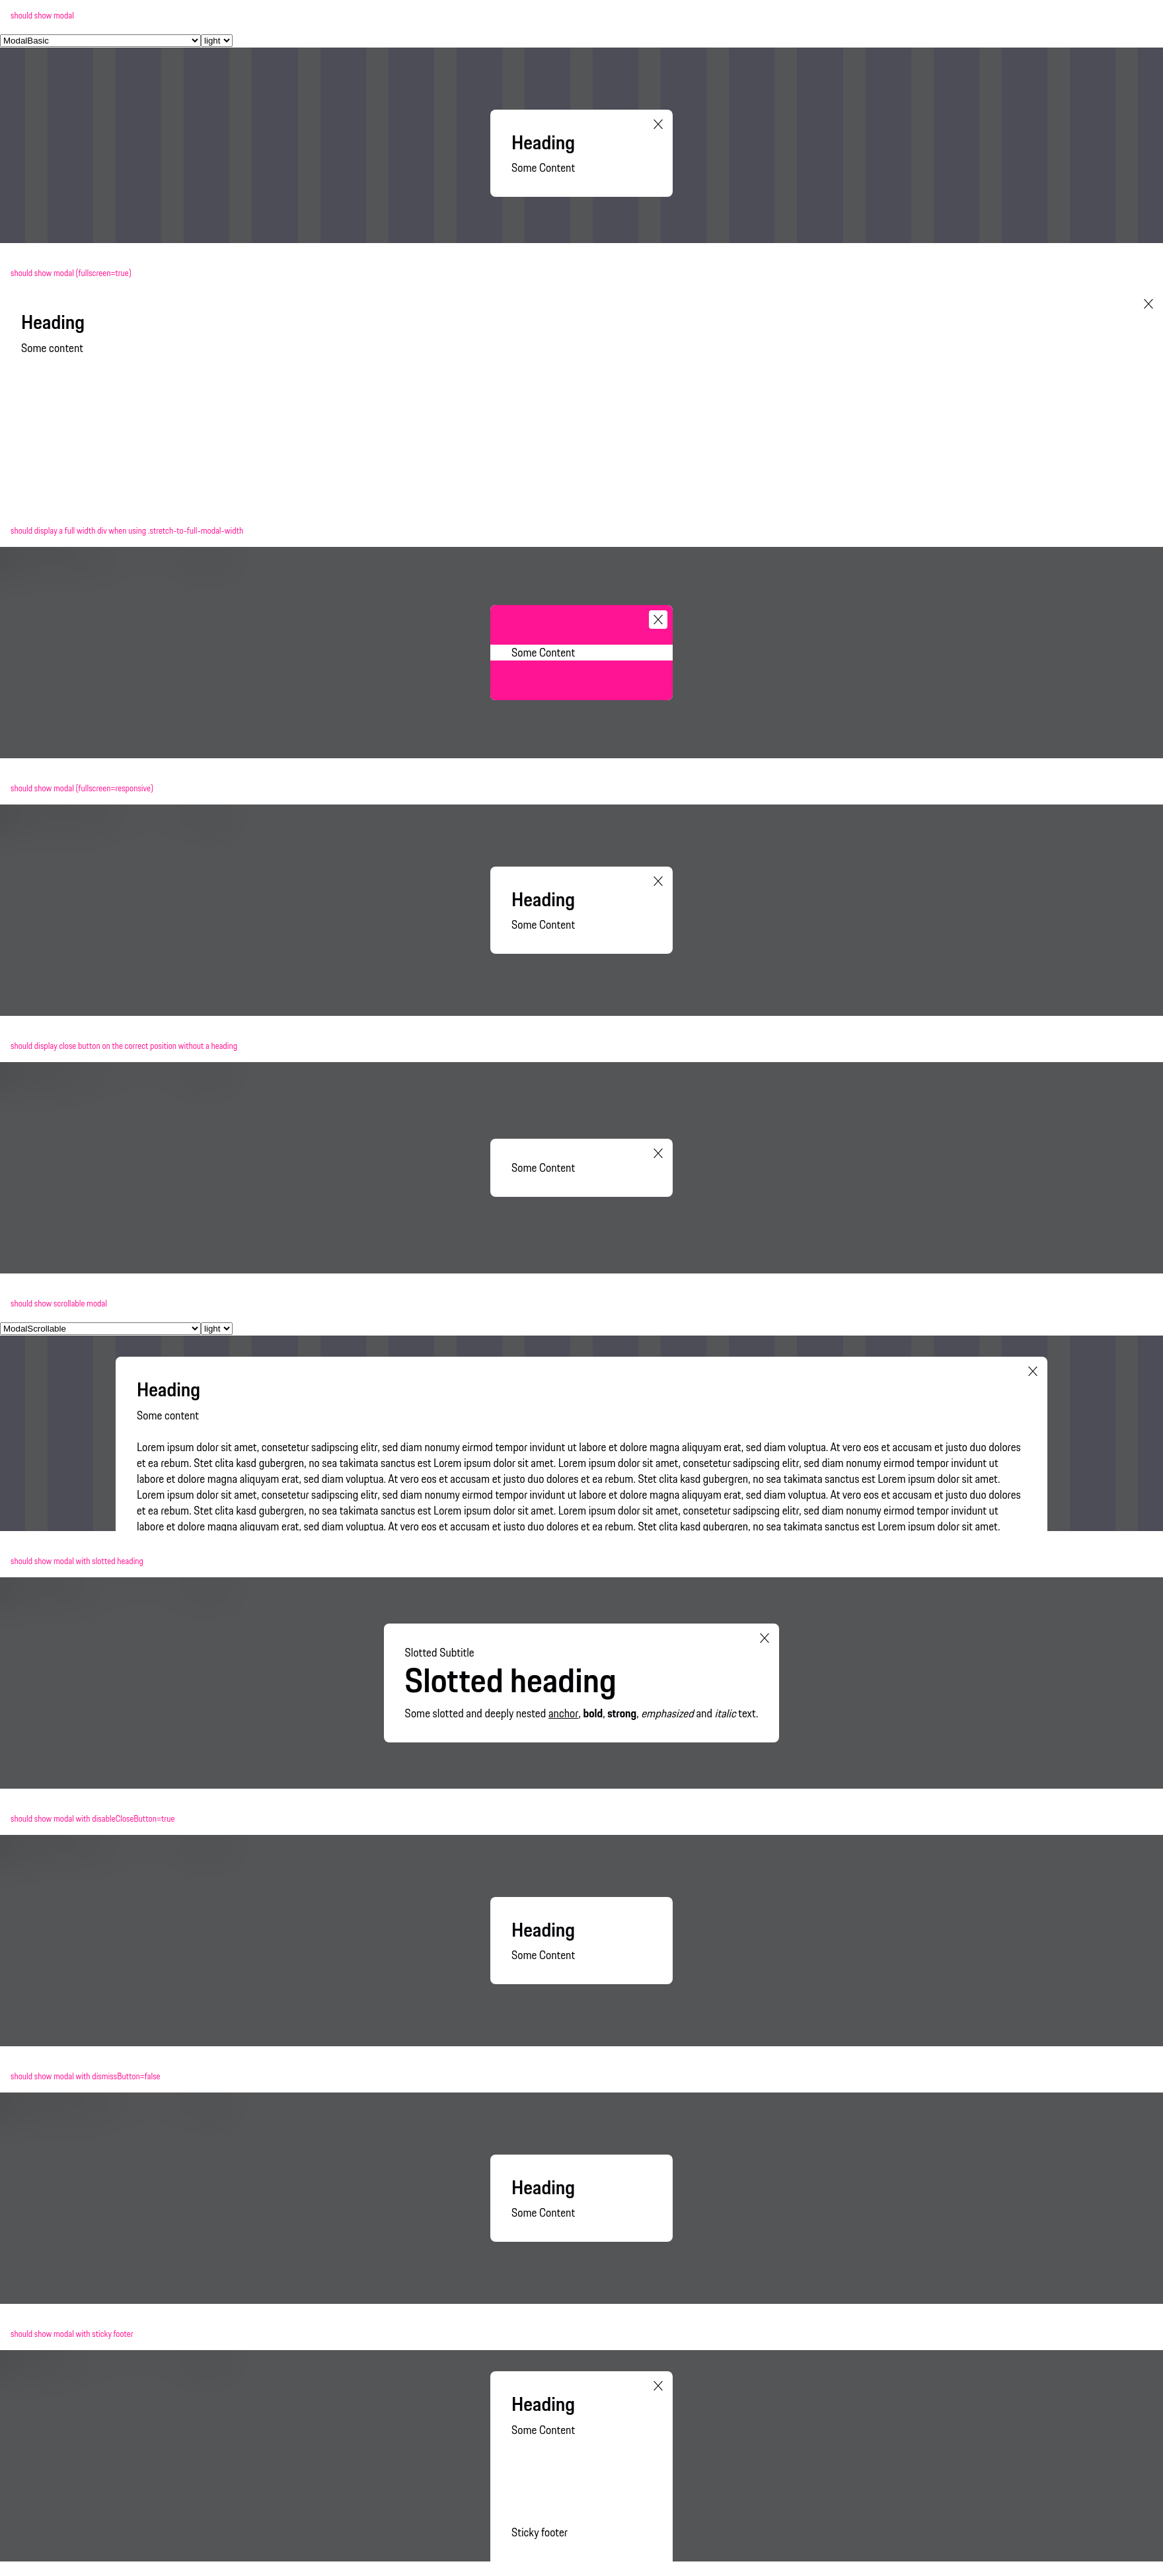 should show modal
ModalBasic light
Heading
Some Content
should show modal (fullscreen=true)
Heading
Some content
should display a full width div when using .stretch-to-full-modal-width
Some Content
should show modal (fullscreen=responsive)
Heading
Some Content
should display close button on the correct position without a heading
Some Content
should show scrollable modal
ModalScrollable light
Heading
Some content
Lorem ipsum dolor sit amet, consetetur sadipscing elitr, sed diam nonumy eirmod tempor invidunt ut labore et dolore magna aliquyam erat, sed diam voluptua. At vero eos et accusam et justo duo dolores
et ea rebum. Stet clita kasd gubergren, no sea takimata sanctus est Lorem ipsum dolor sit amet. Lorem ipsum dolor sit amet, consetetur sadipscing elitr, sed diam nonumy eirmod tempor invidunt ut
labore et dolore magna aliquyam erat, sed diam voluptua. At vero eos et accusam et justo duo dolores et ea rebum. Stet clita kasd gubergren, no sea takimata sanctus est Lorem ipsum dolor sit amet.
Lorem ipsum dolor sit amet, consetetur sadipscing elitr, sed diam nonumy eirmod tempor invidunt ut labore et dolore magna aliquyam erat, sed diam voluptua. At vero eos et accusam et justo duo dolores
et ea rebum. Stet clita kasd gubergren, no sea takimata sanctus est Lorem ipsum dolor sit amet. Lorem ipsum dolor sit amet, consetetur sadipscing elitr, sed diam nonumy eirmod tempor invidunt ut
labore et dolore magna aliquyam erat, sed diam voluptua. At vero eos et accusam et justo duo dolores et ea rebum. Stet clita kasd gubergren, no sea takimata sanctus est Lorem ipsum dolor sit amet.
should show modal with slotted heading
Slotted Subtitle
Slotted heading
Some slotted and deeply nested anchor, bold, strong, emphasized and italic text.
should show modal with disableCloseButton=true
Heading
Some Content
should show modal with dismissButton=false
Heading
Some Content
should show modal with sticky footer
Heading
Some Content
Sticky footer